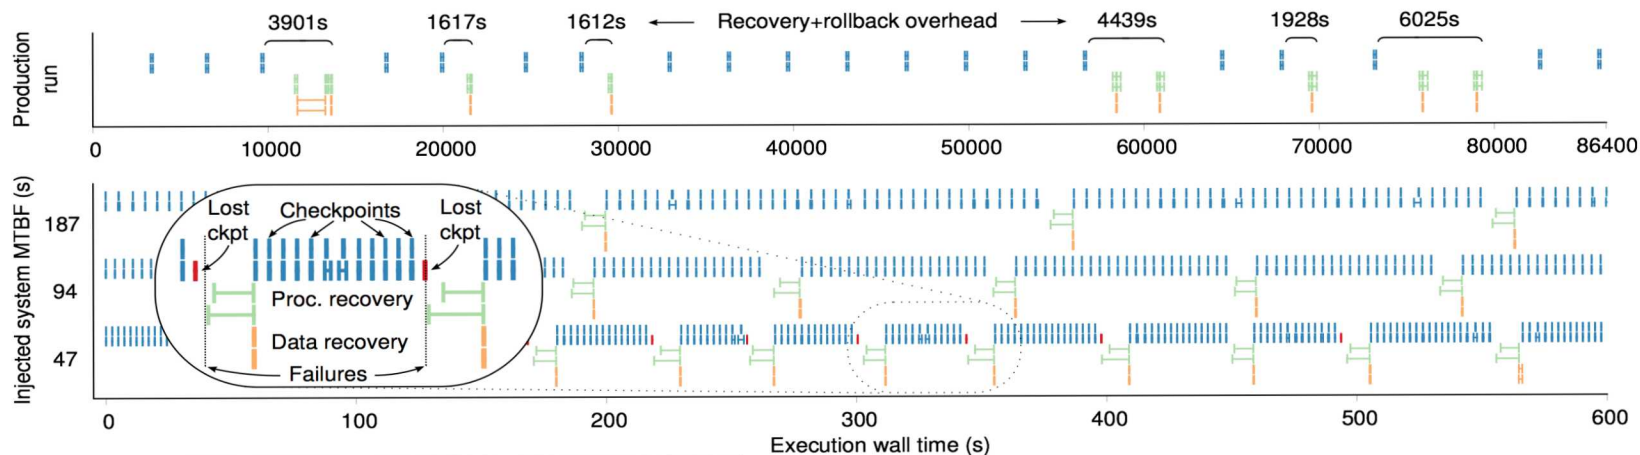 3901s 1617s 1612s Recovery+rollback overhead 4439s 1928s 6025s
Production
run
0 10000 20000 30000 40000 50000 60000 70000 80000 86400
Injected system MTBF (s)
187
94
47
Lost
ckpt
Checkpoints
Lost
ckpt
Proc. recovery
Data recovery
Failures
0 100 200 300 400 500 600
Execution wall time (s)